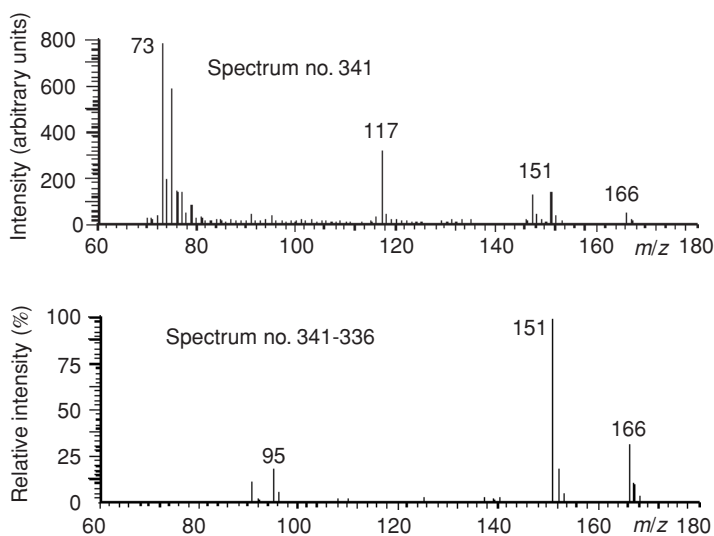 Intensity (arbitrary units)
800
600
400
200
0
73
Spectrum no. 341
117
151
166
60 80 100 120 140 160 m/z 180
Relative intensity (%)
100
75
50
25
0
Spectrum no. 341-336
95
151
166
60 80 100 120 140 160 m/z 180